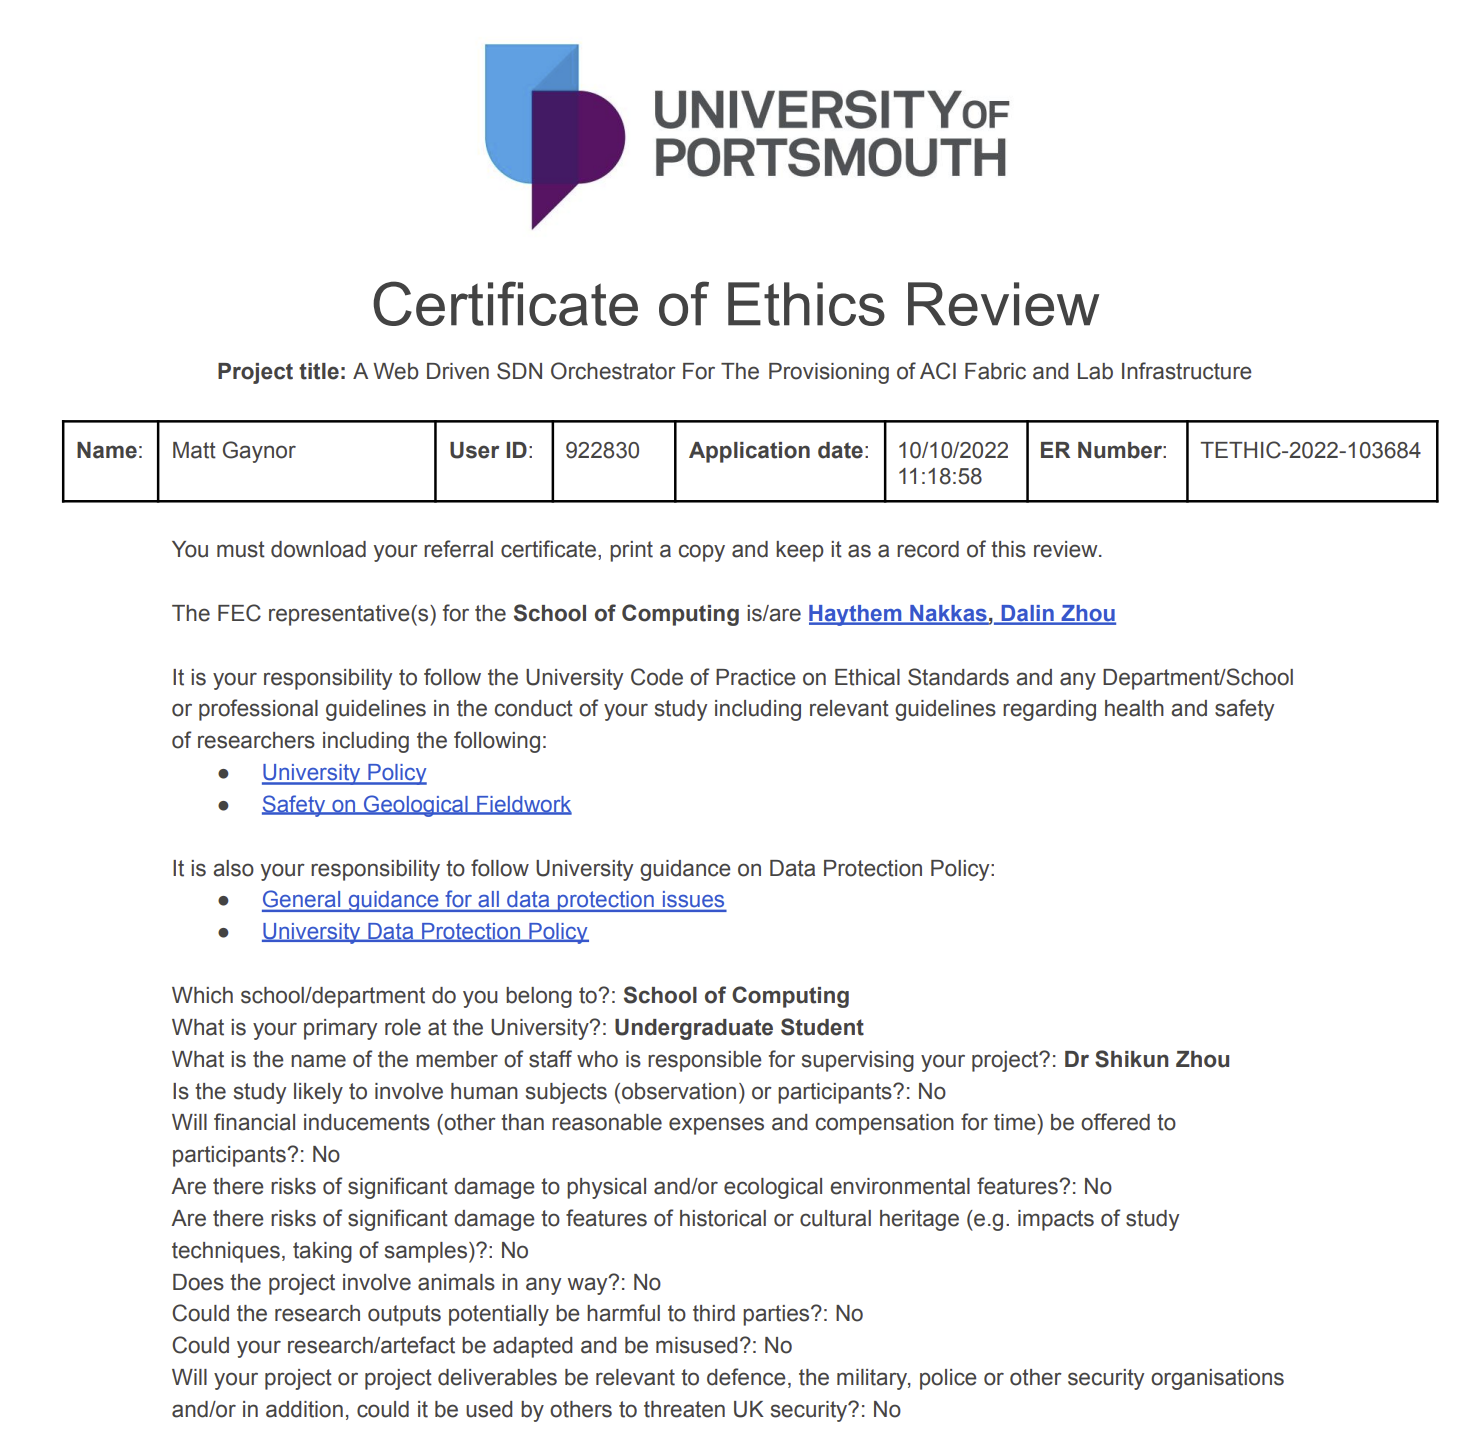 UNIVERSITY OF
PORTSMOUTH
Certificate of Ethics Review
Project title: A Web Driven SDN Orchestrator For The Provisioning of ACI Fabric and Lab Infrastructure
Name: Matt Gaynor User ID: 922830 Application date: 10/10/2022 ER Number: TETHIC-2022-103684
11:18:58
You must download your referral certificate, print a copy and keep it as a record of this review.
The FEC representative(s) for the School of Computing is/are Haythem Nakkas, Dalin Zhou
It is your responsibility to follow the University Code of Practice on Ethical Standards and any Department/School
or professional guidelines in the conduct of your study including relevant guidelines regarding health and safety
of researchers including the following:
● University Policy
● Safety on Geological Fieldwork
It is also your responsibility to follow University guidance on Data Protection Policy:
● General guidance for all data protection issues
● University Data Protection Policy
Which school/department do you belong to?: School of Computing
What is your primary role at the University?: Undergraduate Student
What is the name of the member of staff who is responsible for supervising your project?: Dr Shikun Zhou
Is the study likely to involve human subjects (observation) or participants?: No
Will financial inducements (other than reasonable expenses and compensation for time) be offered to
participants?: No
Are there risks of significant damage to physical and/or ecological environmental features?: No
Are there risks of significant damage to features of historical or cultural heritage (e.g. impacts of study
techniques, taking of samples)?: No
Does the project involve animals in any way?: No
Could the research outputs potentially be harmful to third parties?: No
Could your research/artefact be adapted and be misused?: No
Will your project or project deliverables be relevant to defence, the military, police or other security organisations
and/or in addition, could it be used by others to threaten UK security?: No